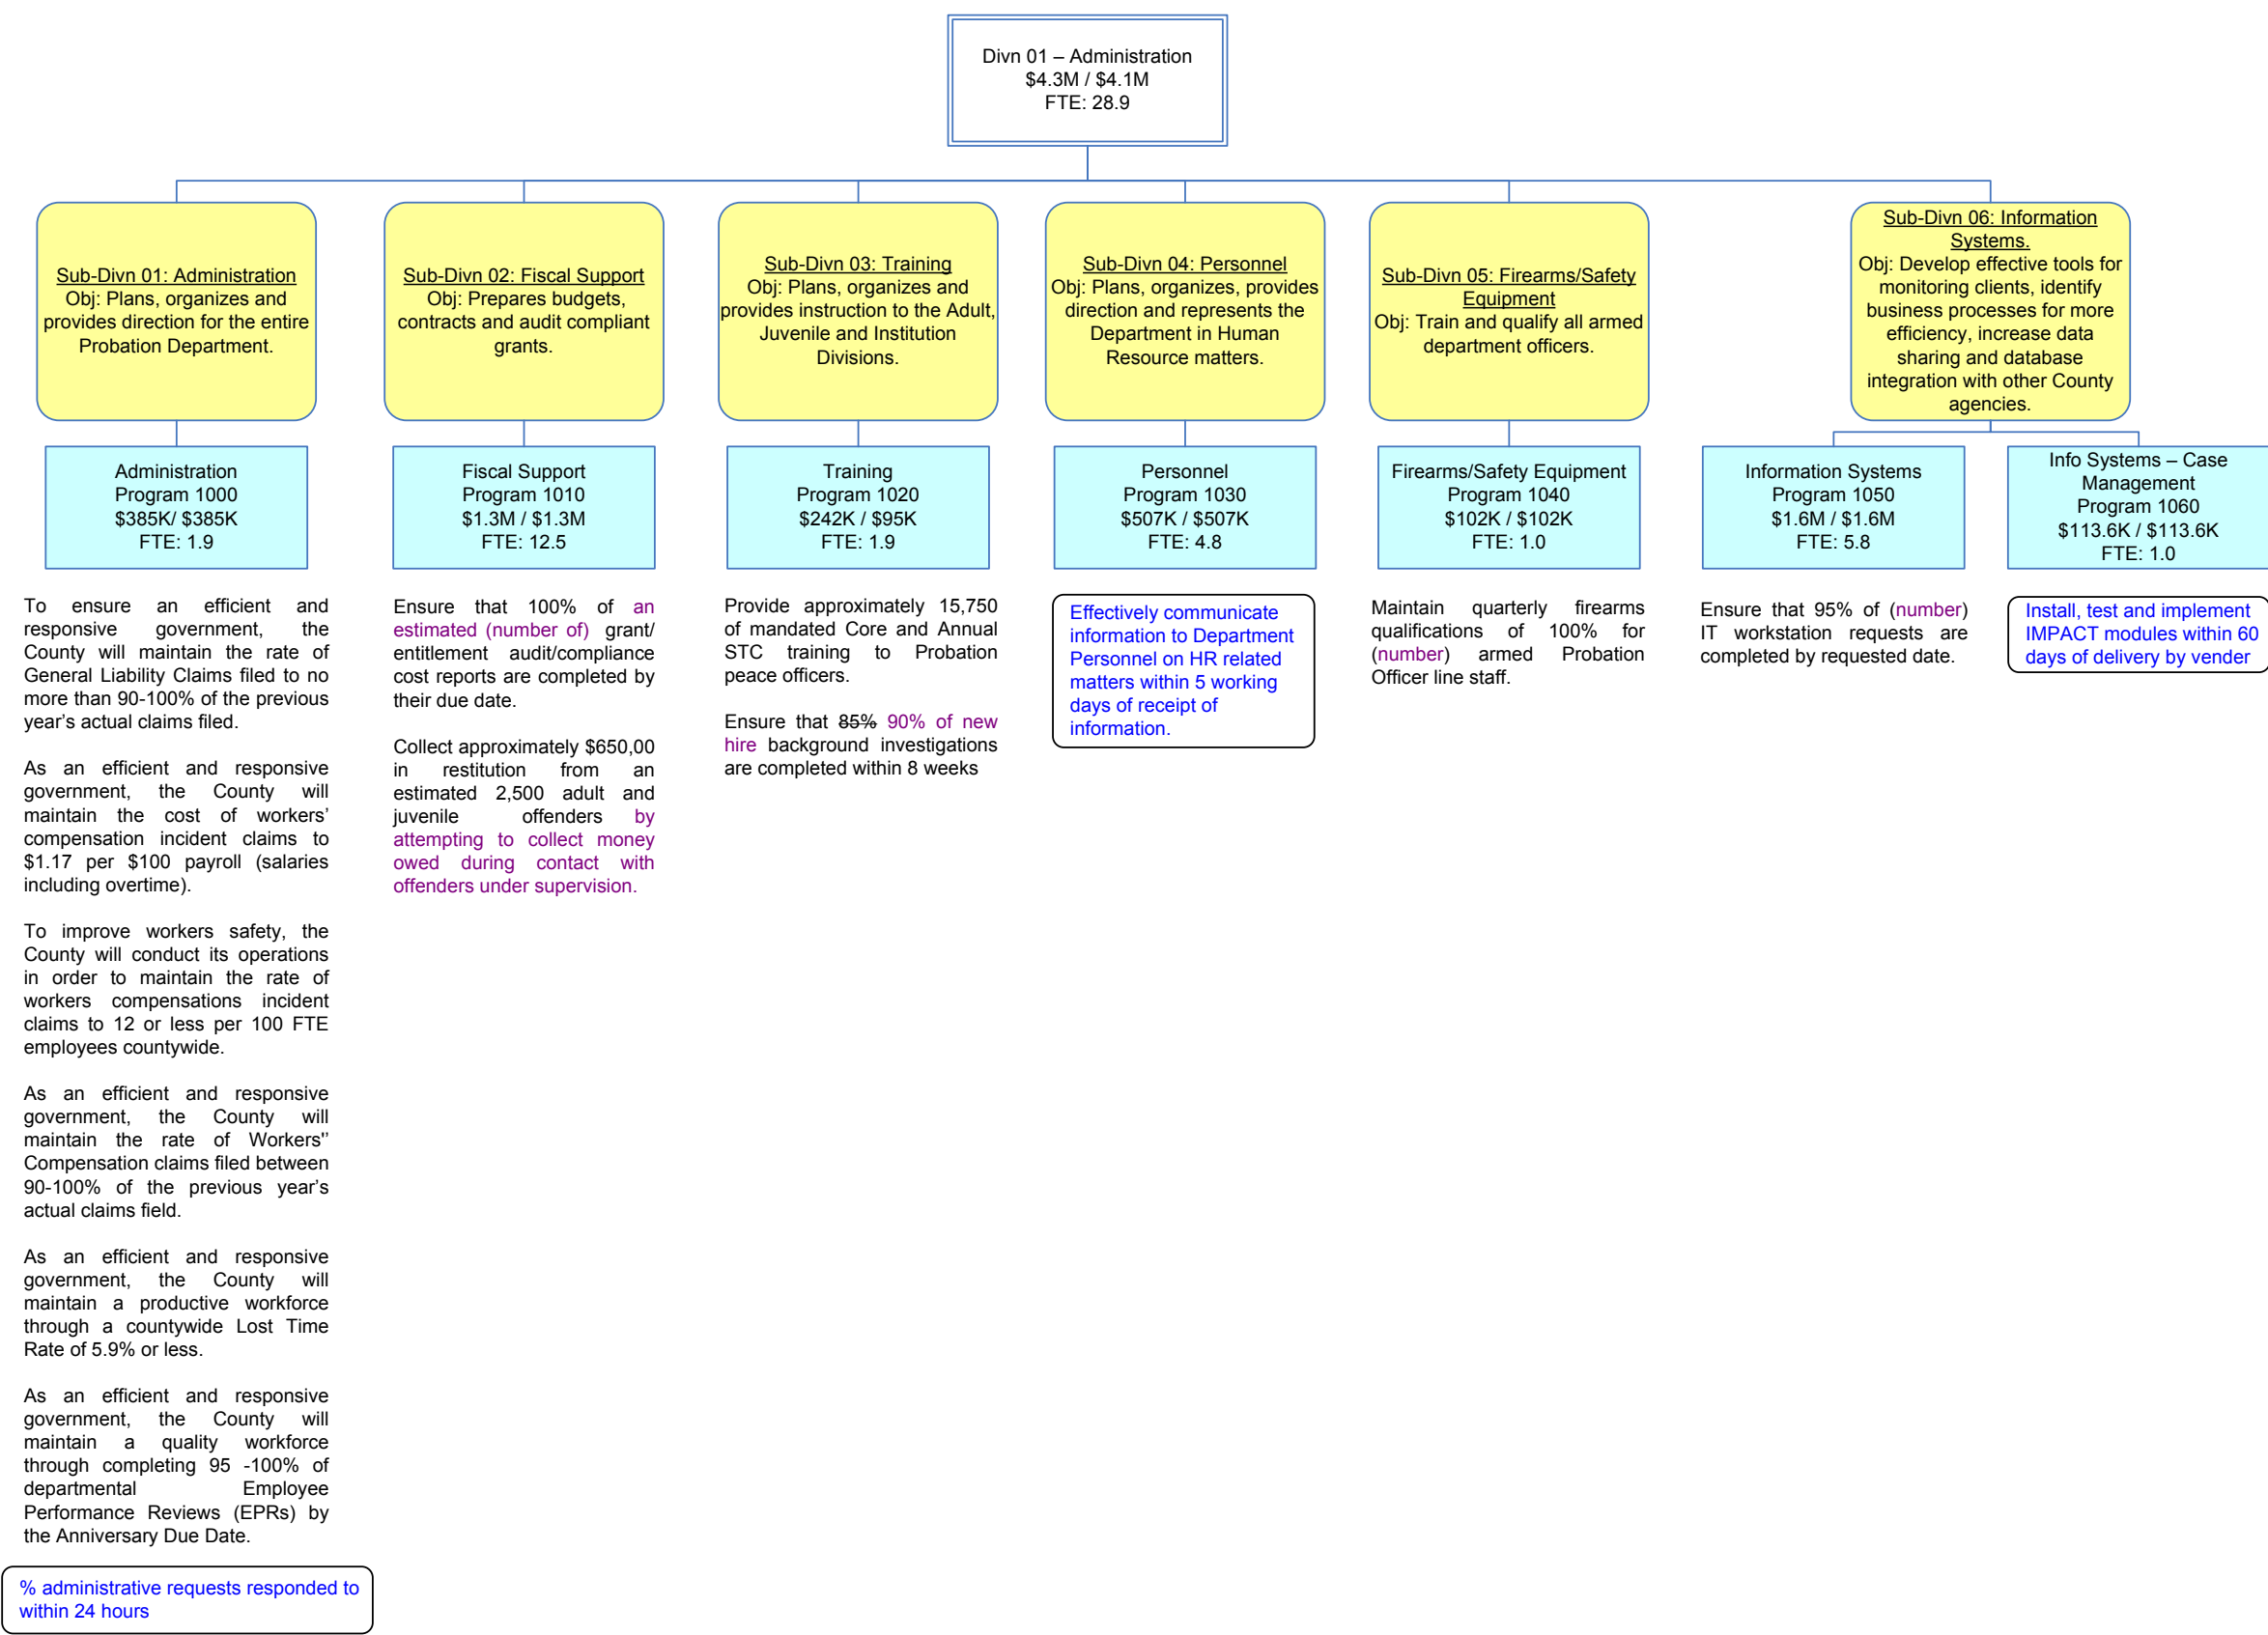 Divn 01 – Administration
$4.3M / $4.1M
FTE: 28.9
Sub-Divn 01: Administration
Obj: Plans, organizes and
provides direction for the entire
Probation Department.
Sub-Divn 02: Fiscal Support
Obj: Prepares budgets,
contracts and audit compliant
grants.
Sub-Divn 03: Training
Obj: Plans, organizes and
provides instruction to the Adult,
Juvenile and Institution
Divisions.
Sub-Divn 04: Personnel
Obj: Plans, organizes, provides
direction and represents the
Department in Human
Resource matters.
Sub-Divn 05: Firearms/Safety
Equipment
Obj: Train and qualify all armed
department officers.
Sub-Divn 06: Information
Systems.
Obj: Develop effective tools for
monitoring clients, identify
business processes for more
efficiency, increase data
sharing and database
integration with other County
agencies.
Administration
Program 1000
$385K/ $385K
FTE: 1.9
Fiscal Support
Program 1010
$1.3M / $1.3M
FTE: 12.5
Training
Program 1020
$242K / $95K
FTE: 1.9
Personnel
Program 1030
$507K / $507K
FTE: 4.8
Firearms/Safety Equipment
Program 1040
$102K / $102K
FTE: 1.0
Information Systems
Program 1050
$1.6M / $1.6M
FTE: 5.8
Info Systems – Case
Management
Program 1060
$113.6K / $113.6K
FTE: 1.0
To ensure an efficient and
responsive government, the
County will maintain the rate of
General Liability Claims filed to no
more than 90-100% of the previous
year's actual claims filed.
As an efficient and responsive
government, the County will
maintain the cost of workers'
compensation incident claims to
$1.17 per $100 payroll (salaries
including overtime).
To improve workers safety, the
County will conduct its operations
in order to maintain the rate of
workers compensations incident
claims to 12 or less per 100 FTE
employees countywide.
As an efficient and responsive
government, the County will
maintain the rate of Workers''
Compensation claims filed between
90-100% of the previous year's
actual claims field.
As an efficient and responsive
government, the County will
maintain a productive workforce
through a countywide Lost Time
Rate of 5.9% or less.
As an efficient and responsive
government, the County will
maintain a quality workforce
through completing 95 -100% of
departmental Employee
Performance Reviews (EPRs) by
the Anniversary Due Date.
% administrative requests responded to
within 24 hours
Ensure that 100% of an
estimated (number of) grant/
entitlement audit/compliance
cost reports are completed by
their due date.
Collect approximately $650,00
in restitution from an
estimated 2,500 adult and
juvenile offenders by
attempting to collect money
owed during contact with
offenders under supervision.
Provide approximately 15,750
of mandated Core and Annual
STC training to Probation
peace officers.
Ensure that 85% 90% of new
hire background investigations
are completed within 8 weeks
Effectively communicate
information to Department
Personnel on HR related
matters within 5 working
days of receipt of
information.
Maintain quarterly firearms
qualifications of 100% for
(number) armed Probation
Officer line staff.
Ensure that 95% of (number)
IT workstation requests are
completed by requested date.
Install, test and implement
IMPACT modules within 60
days of delivery by vender